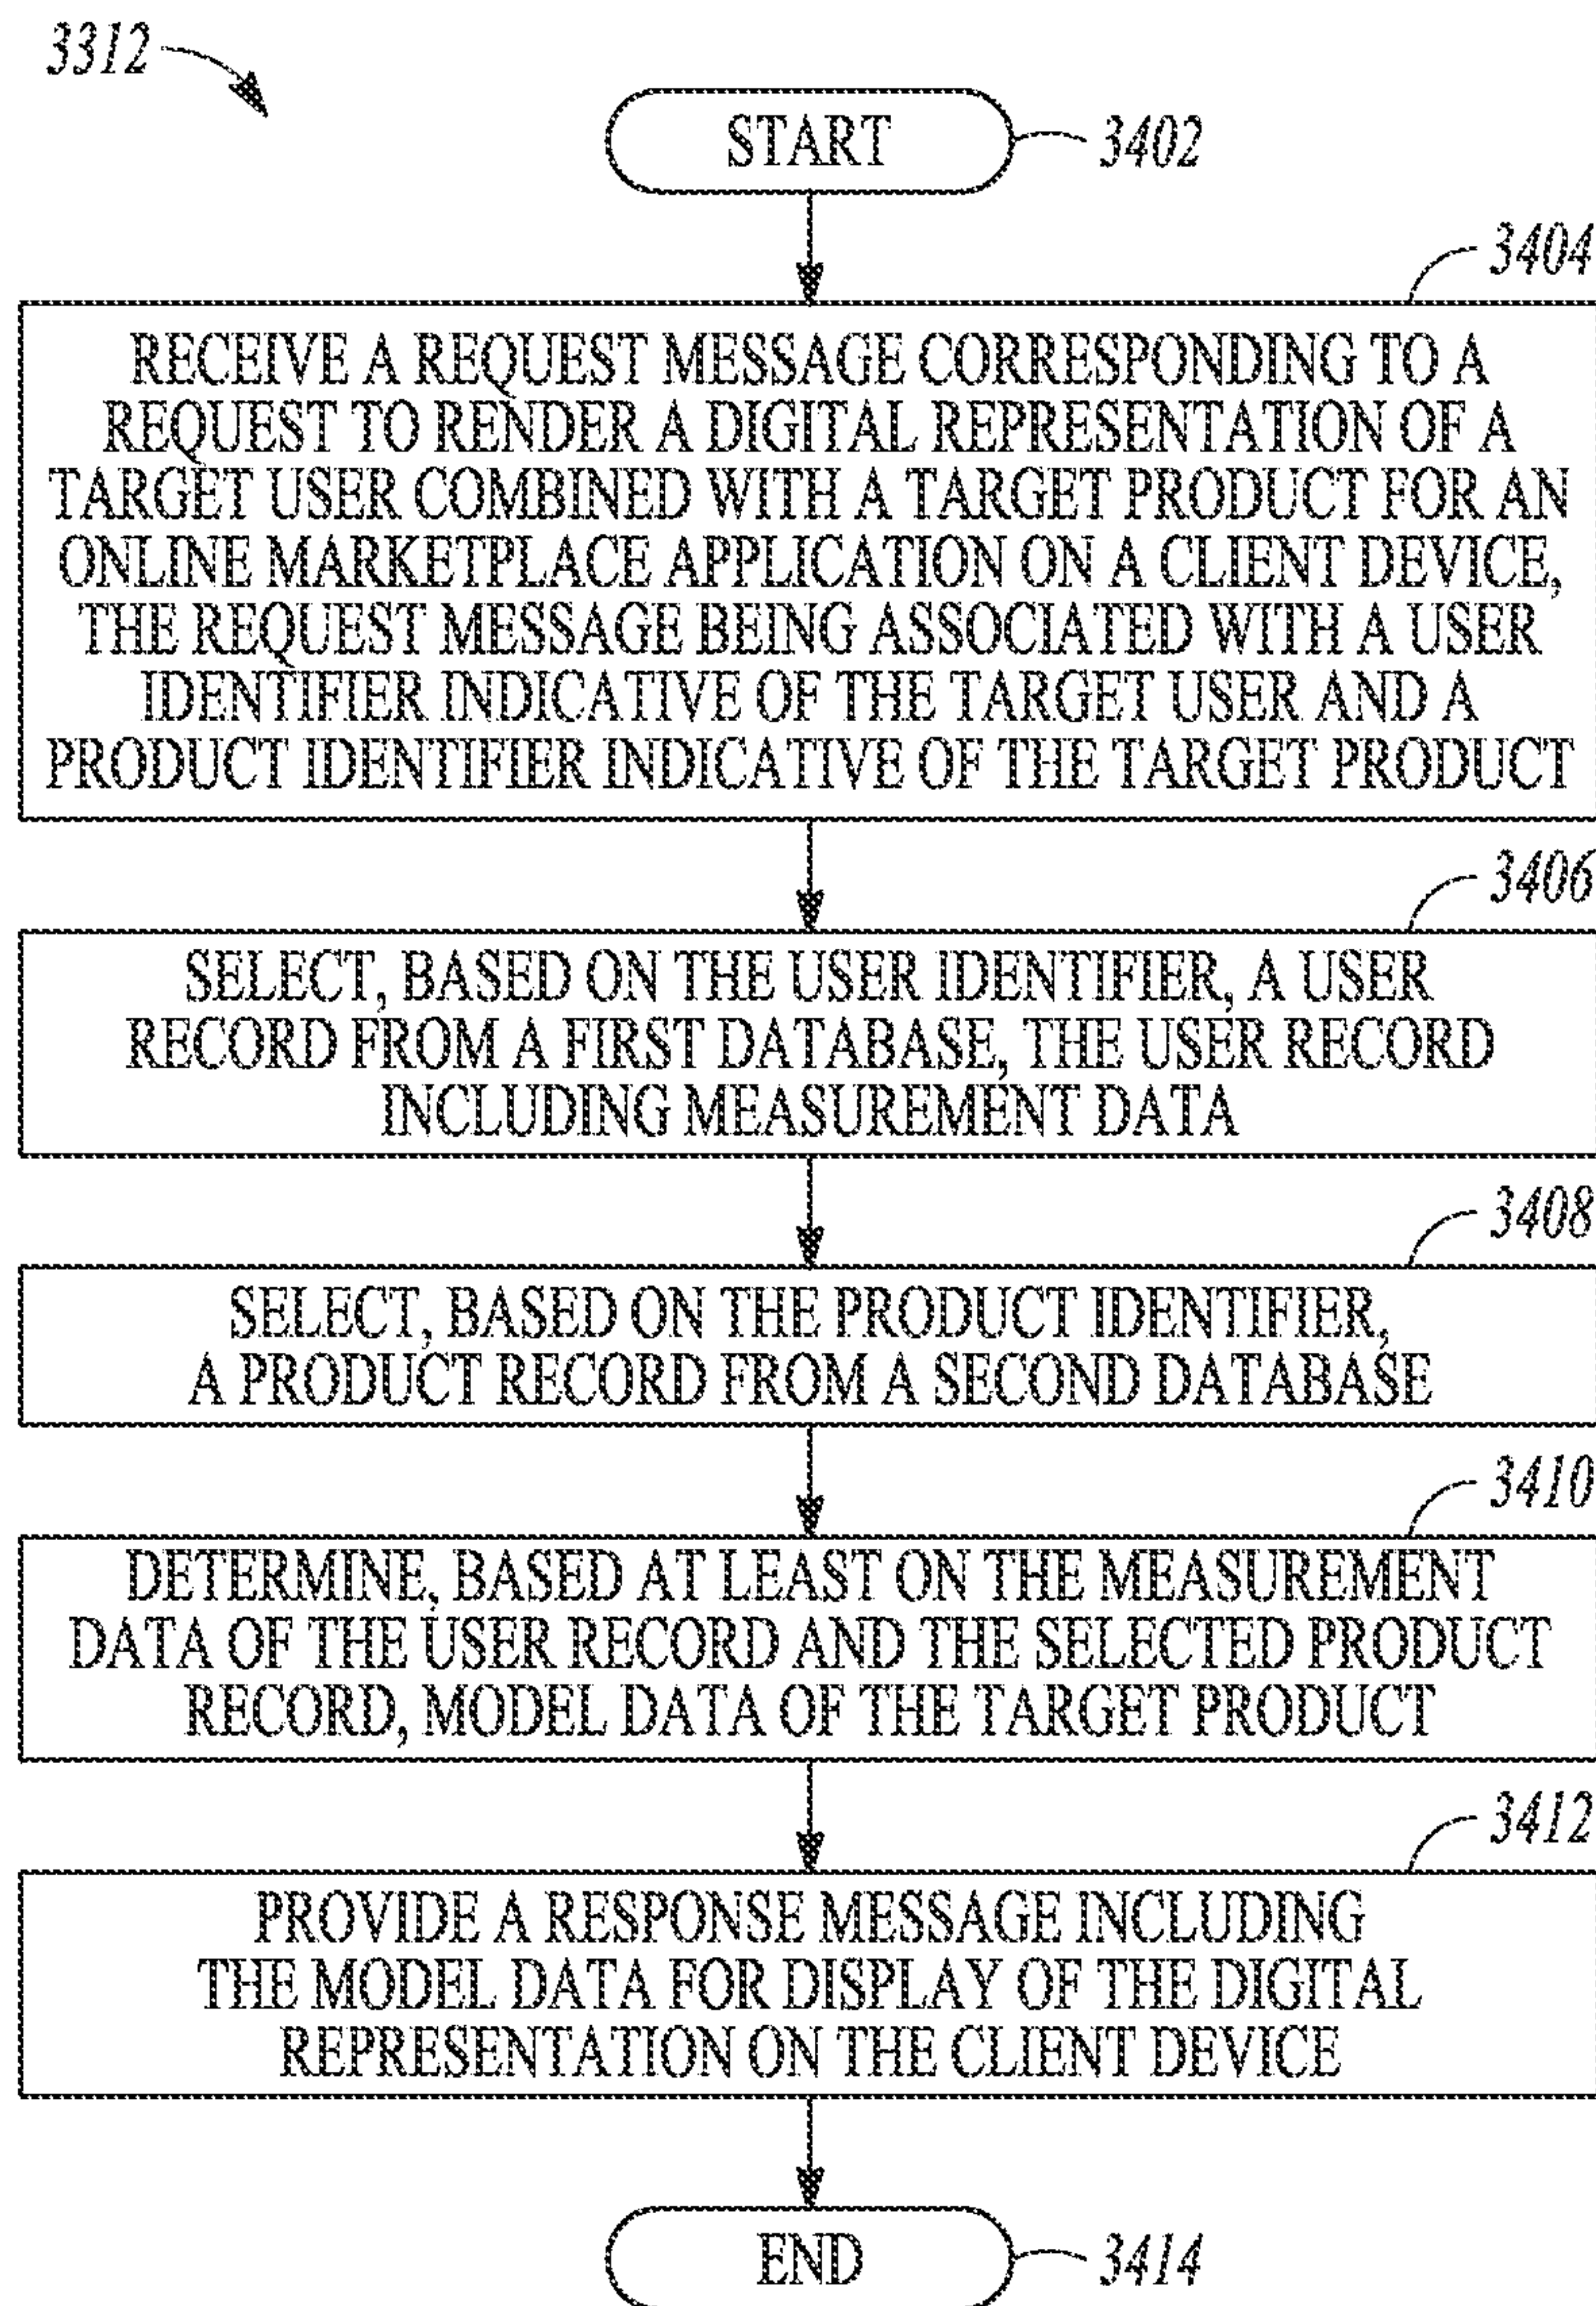 3312
START
3402
3404
RECEIVE A REQUEST MESSAGE CORRESPONDING TO A
REQUEST TO RENDER A DIGITAL REPRESENTATION OF A
TARGET USER COMBINED WITH A TARGET PRODUCT FOR AN
ONLINE MARKETPLACE APPLICATION ON A CLIENT DEVICE,
THE REQUEST MESSAGE BEING ASSOCIATED WITH A USER
IDENTIFIER INDICATIVE OF THE TARGET USER AND A
PRODUCT IDENTIFIER INDICATIVE OF THE TARGET PRODUCT
3406
SELECT, BASED ON THE USER IDENTIFIER, A USER
RECORD FROM A FIRST DATABASE, THE USER RECORD
INCLUDING MEASUREMENT DATA
3408
SELECT, BASED ON THE PRODUCT IDENTIFIER,
A PRODUCT RECORD FROM A SECOND DATABASE
3410
DETERMINE, BASED AT LEAST ON THE MEASUREMENT
DATA OF THE USER RECORD AND THE SELECTED PRODUCT
RECORD, MODEL DATA OF THE TARGET PRODUCT
3412
PROVIDE A RESPONSE MESSAGE INCLUDING
THE MODEL DATA FOR DISPLAY OF THE DIGITAL
REPRESENTATION ON THE CLIENT DEVICE
END
3414